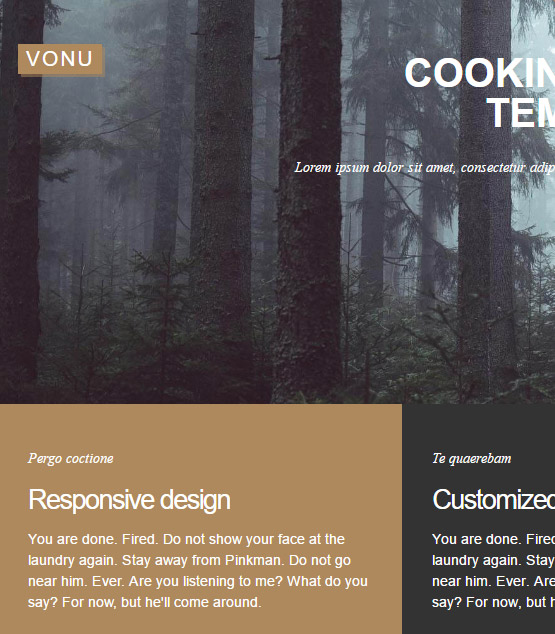 VONU
COOKIN
TEM
Lorem ipsum dolor sit amet, consectetur adip
Pergo coctione
Responsive design
You are done. Fired. Do not show your face at the
laundry again. Stay away from Pinkman. Do not go
near him. Ever. Are you listening to me? What do you
say? For now, but he'll come around.
Te quaerebam
Customized
You are done. Fired
laundry again. Stay
near him. Ever. Are
say? For now, but h